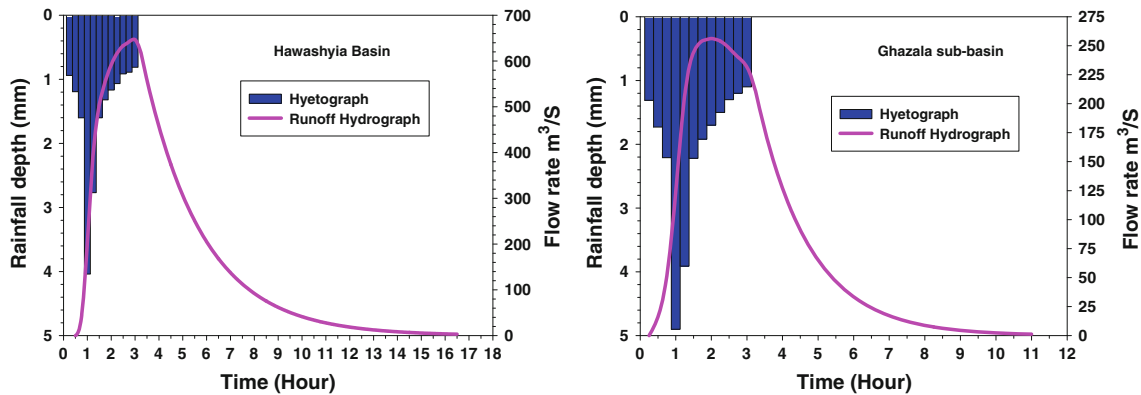 Hawashyia Basin
Hyetograph
Runoff Hydrograph
Rainfall depth (mm)
0
1
2
3
4
5
Flow rate m³/S
700
600
500
400
300
200
100
0
0 1 2 3 4 5 6 7 8 9 10 11 12 13 14 15 16 17 18
Time (Hour)
Ghazala sub-basin
Hyetograph
Runoff Hydrograph
Rainfall depth (mm)
0
1
2
3
4
5
Flow rate m³/S
275
250
225
200
175
150
125
100
75
50
25
0
0 1 2 3 4 5 6 7 8 9 10 11 12
Time (Hour)